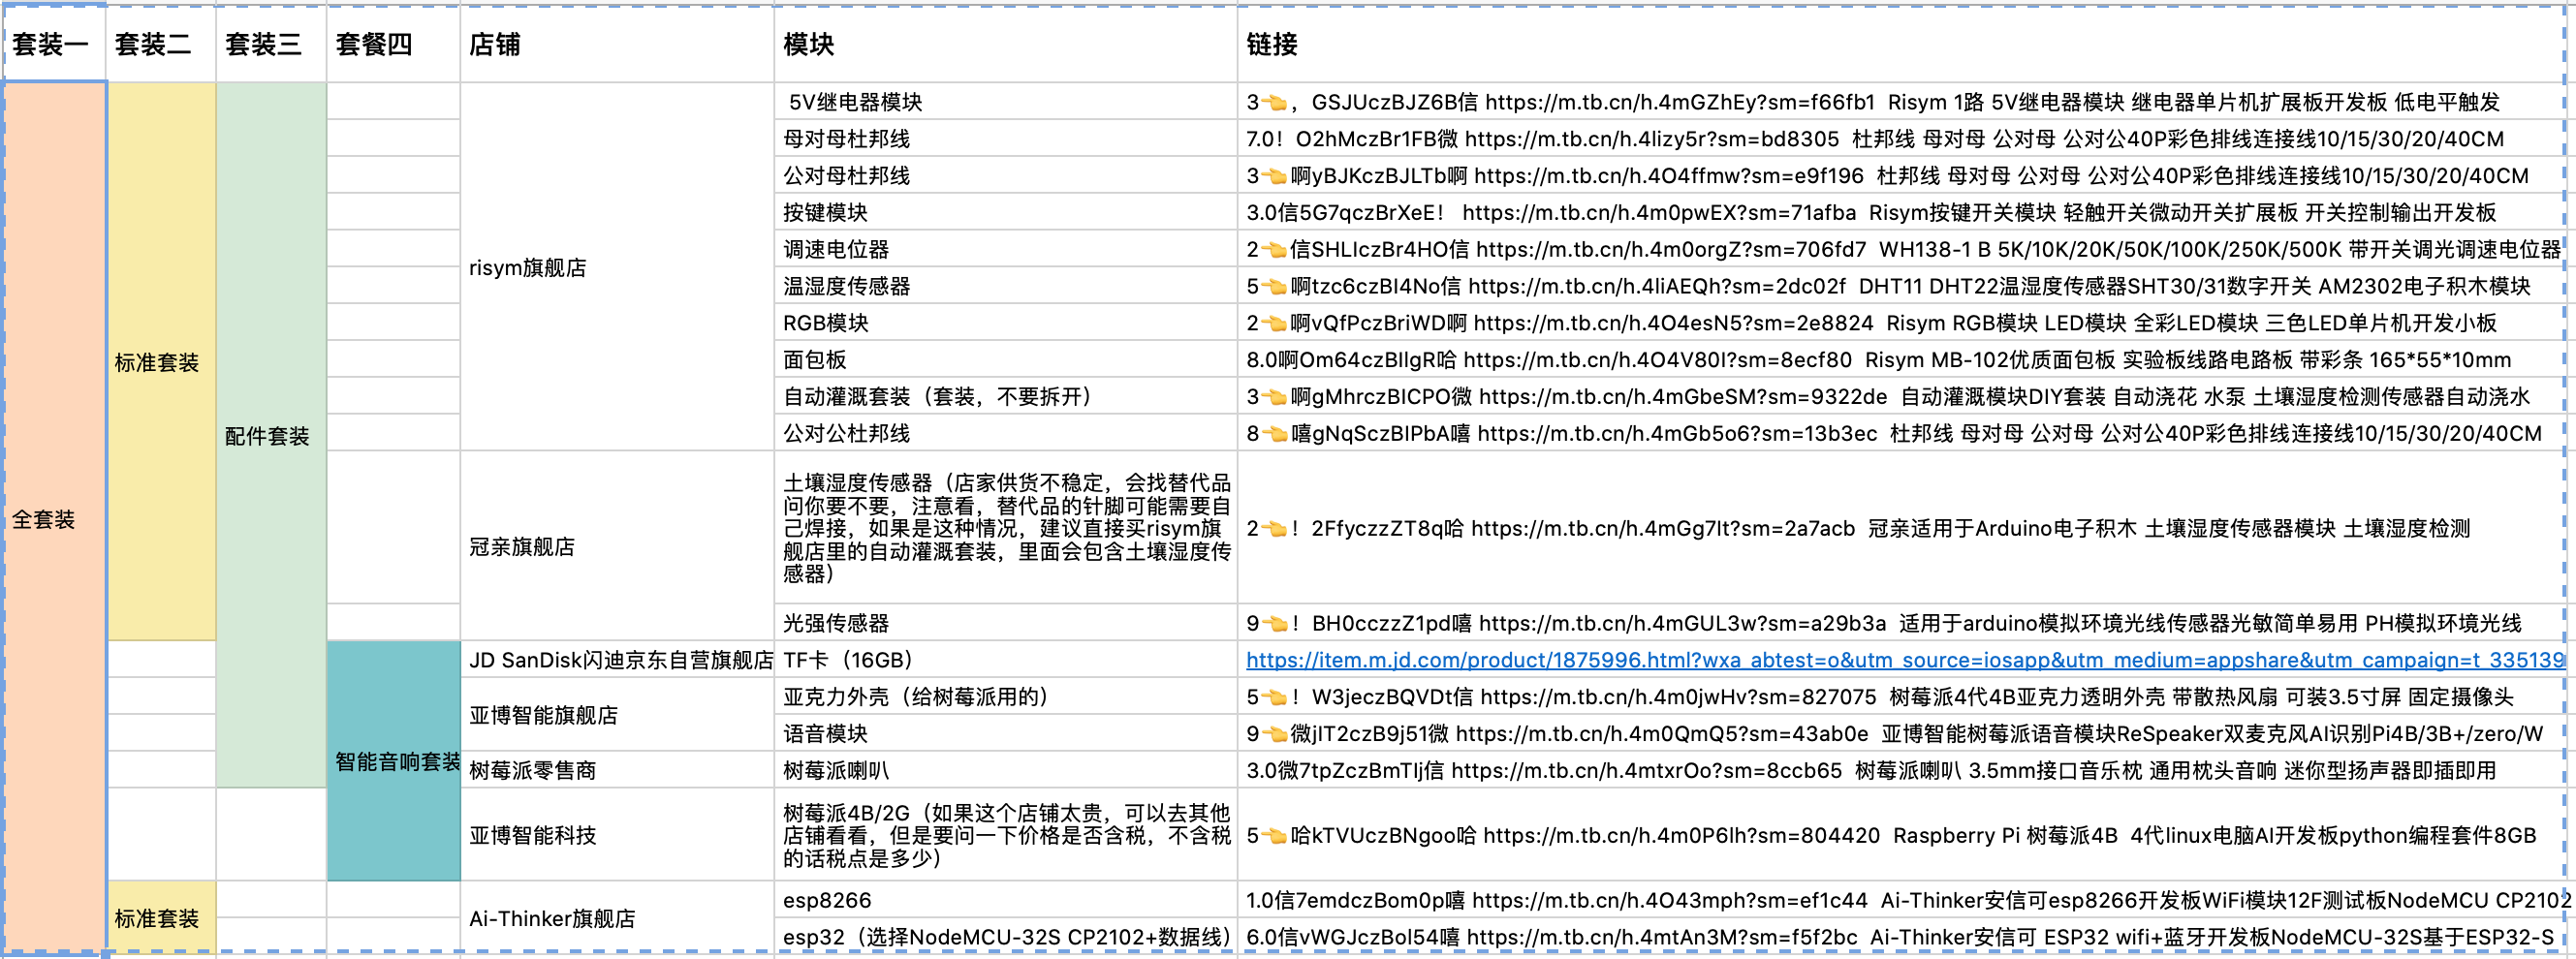 套装一 套装二 套装三 套餐四 店铺 模块 链接
全套装 标准套装 配件套装 risym旗舰店 5V继电器模块 3👈，GSJUczBJZ6B信 https://m.tb.cn/h.4mGZhEy?sm=f66fb1 Risym 1路 5V继电器模块 继电器单片机扩展板开发板 低电平触发
母对母杜邦线 7.0！O2hMczBr1FB微 https://m.tb.cn/h.4lizy5r?sm=bd8305 杜邦线 母对母 公对母 公对公40P彩色排线连接线10/15/30/20/40CM
公对母杜邦线 3👈啊yBJKczBJLTb啊 https://m.tb.cn/h.4O4ffmw?sm=e9f196 杜邦线 母对母 公对母 公对公40P彩色排线连接线10/15/30/20/40CM
按键模块 3.0信5G7qczBrXeE！ https://m.tb.cn/h.4m0pwEX?sm=71afba Risym按键开关模块 轻触开关微动开关扩展板 开关控制输出开发板
调速电位器 2👈信SHLIczBr4HO信 https://m.tb.cn/h.4m0orgZ?sm=706fd7 WH138-1 B 5K/10K/20K/50K/100K/250K/500K 带开关调光调速电位器
温湿度传感器 5👈啊tzc6czBI4No信 https://m.tb.cn/h.4liAEQh?sm=2dc02f DHT11 DHT22温湿度传感器SHT30/31数字开关 AM2302电子积木模块
RGB模块 2👈啊vQfPczBriWD啊 https://m.tb.cn/h.4O4esN5?sm=2e8824 Risym RGB模块 LED模块 全彩LED模块 三色LED单片机开发小板
面包板 8.0啊Om64czBIlgR哈 https://m.tb.cn/h.4O4V80I?sm=8ecf80 Risym MB-102优质面包板 实验板线路电路板 带彩条 165*55*10mm
自动灌溉套装（套装，不要拆开） 3👈啊gMhrczBICPO微 https://m.tb.cn/h.4mGbeSM?sm=9322de 自动灌溉模块DIY套装 自动浇花 水泵 土壤湿度检测传感器自动浇水
公对公杜邦线 8👈嘻gNqSczBIPbA嘻 https://m.tb.cn/h.4mGb5o6?sm=13b3ec 杜邦线 母对母 公对母 公对公40P彩色排线连接线10/15/30/20/40CM
冠亲旗舰店
土壤湿度传感器（店家供货不稳定，会找替代品
问你要不要，注意看，替代品的针脚可能需要自
己焊接，如果是这种情况，建议直接买risym旗
舰店里的自动灌溉套装，里面会包含土壤湿度传
感器）
2👈！2FfyczzZT8q哈 https://m.tb.cn/h.4mGg7It?sm=2a7acb 冠亲适用于Arduino电子积木 土壤湿度传感器模块 土壤湿度检测
光强传感器 9👈！BH0cczzZ1pd嘻 https://m.tb.cn/h.4mGUL3w?sm=a29b3a 适用于arduino模拟环境光线传感器光敏简单易用 PH模拟环境光线
智能音响套装 JD SanDisk闪迪京东自营旗舰店 TF卡（16GB） https://item.m.jd.com/product/1875996.html?wxa_abtest=o&utm_source=iosapp&utm_medium=appshare&utm_campaign=t_335139
亚博智能旗舰店 亚克力外壳（给树莓派用的） 5👈！W3jeczBQVDt信 https://m.tb.cn/h.4m0jwHv?sm=827075 树莓派4代4B亚克力透明外壳 带散热风扇 可装3.5寸屏 固定摄像头
语音模块 9👈微jIT2czB9j51微 https://m.tb.cn/h.4m0QmQ5?sm=43ab0e 亚博智能树莓派语音模块ReSpeaker双麦克风AI识别Pi4B/3B+/zero/W
树莓派零售商 树莓派喇叭 3.0微7tpZczBmTIj信 https://m.tb.cn/h.4mtxrOo?sm=8ccb65 树莓派喇叭 3.5mm接口音乐枕 通用枕头音响 迷你型扬声器即插即用
亚博智能科技
树莓派4B/2G（如果这个店铺太贵，可以去其他
店铺看看，但是要问一下价格是否含税，不含税
的话税点是多少）
5👈哈kTVUczBNgoo哈 https://m.tb.cn/h.4m0P6lh?sm=804420 Raspberry Pi 树莓派4B 4代linux电脑AI开发板python编程套件8GB
标准套装 Ai-Thinker旗舰店 esp8266 1.0信7emdczBom0p嘻 https://m.tb.cn/h.4O43mph?sm=ef1c44 Ai-Thinker安信可esp8266开发板WiFi模块12F测试板NodeMCU CP2102
esp32（选择NodeMCU-32S CP2102+数据线） 6.0信vWGJczBol54嘻 https://m.tb.cn/h.4mtAn3M?sm=f5f2bc Ai-Thinker安信可 ESP32 wifi+蓝牙开发板NodeMCU-32S基于ESP32-S